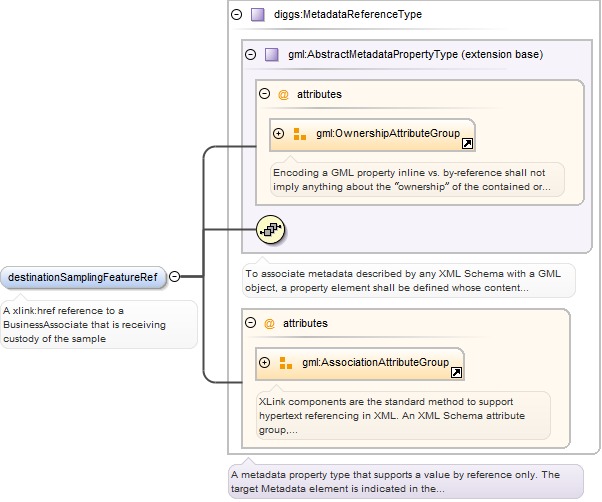 diggs:MetadataReferenceType
gml:AbstractMetadataPropertyType (extension base)
@ attributes
gml:OwnershipAttributeGroup
Encoding a GML property inline vs. by-reference shall not
imply anything about the "ownership" of the contained or...
destinationSamplingFeatureRef
A xlink:href reference to a
BusinessAssociate that is receiving
custody of the sample
To associate metadata described by any XML Schema with a GML
object, a property element shall be defined whose content...
@ attributes
gml:AssociationAttributeGroup
XLink components are the standard method to support
hypertext referencing in XML. An XML Schema attribute
group,...
A metadata property type that supports a value by reference only. The
target Metadata element is indicated in the...